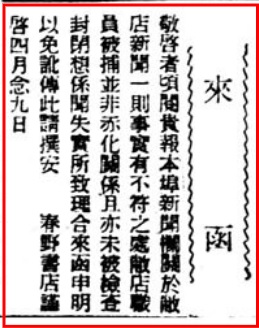 來函
敬啓者頃閱貴報本埠新聞欄關於敝
店新聞一則事實有不符之處敝店職
員被捕並非赤化關係且亦未被檢查
封閉想係聞失實所致理合來函申明
以免訛傳此請撰安 春野書店謹
啓四月念九日